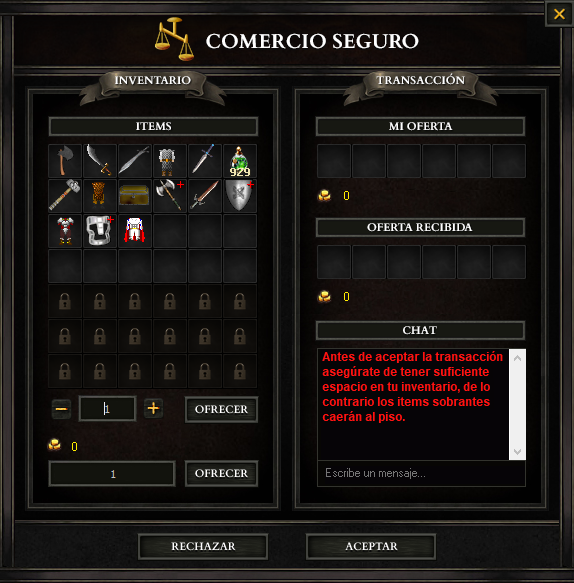 COMERCIO SEGURO
INVENTARIO
ITEMS
929
1
OFRECER
0
1
OFRECER
TRANSACCIÓN
MI OFERTA
0
OFERTA RECIBIDA
0
CHAT
Antes de aceptar la transacción
asegúrate de tener suficiente
espacio en tu inventario, de lo
contrario los items sobrantes
caerán al piso.
Escribe un mensaje...
RECHAZAR
ACEPTAR